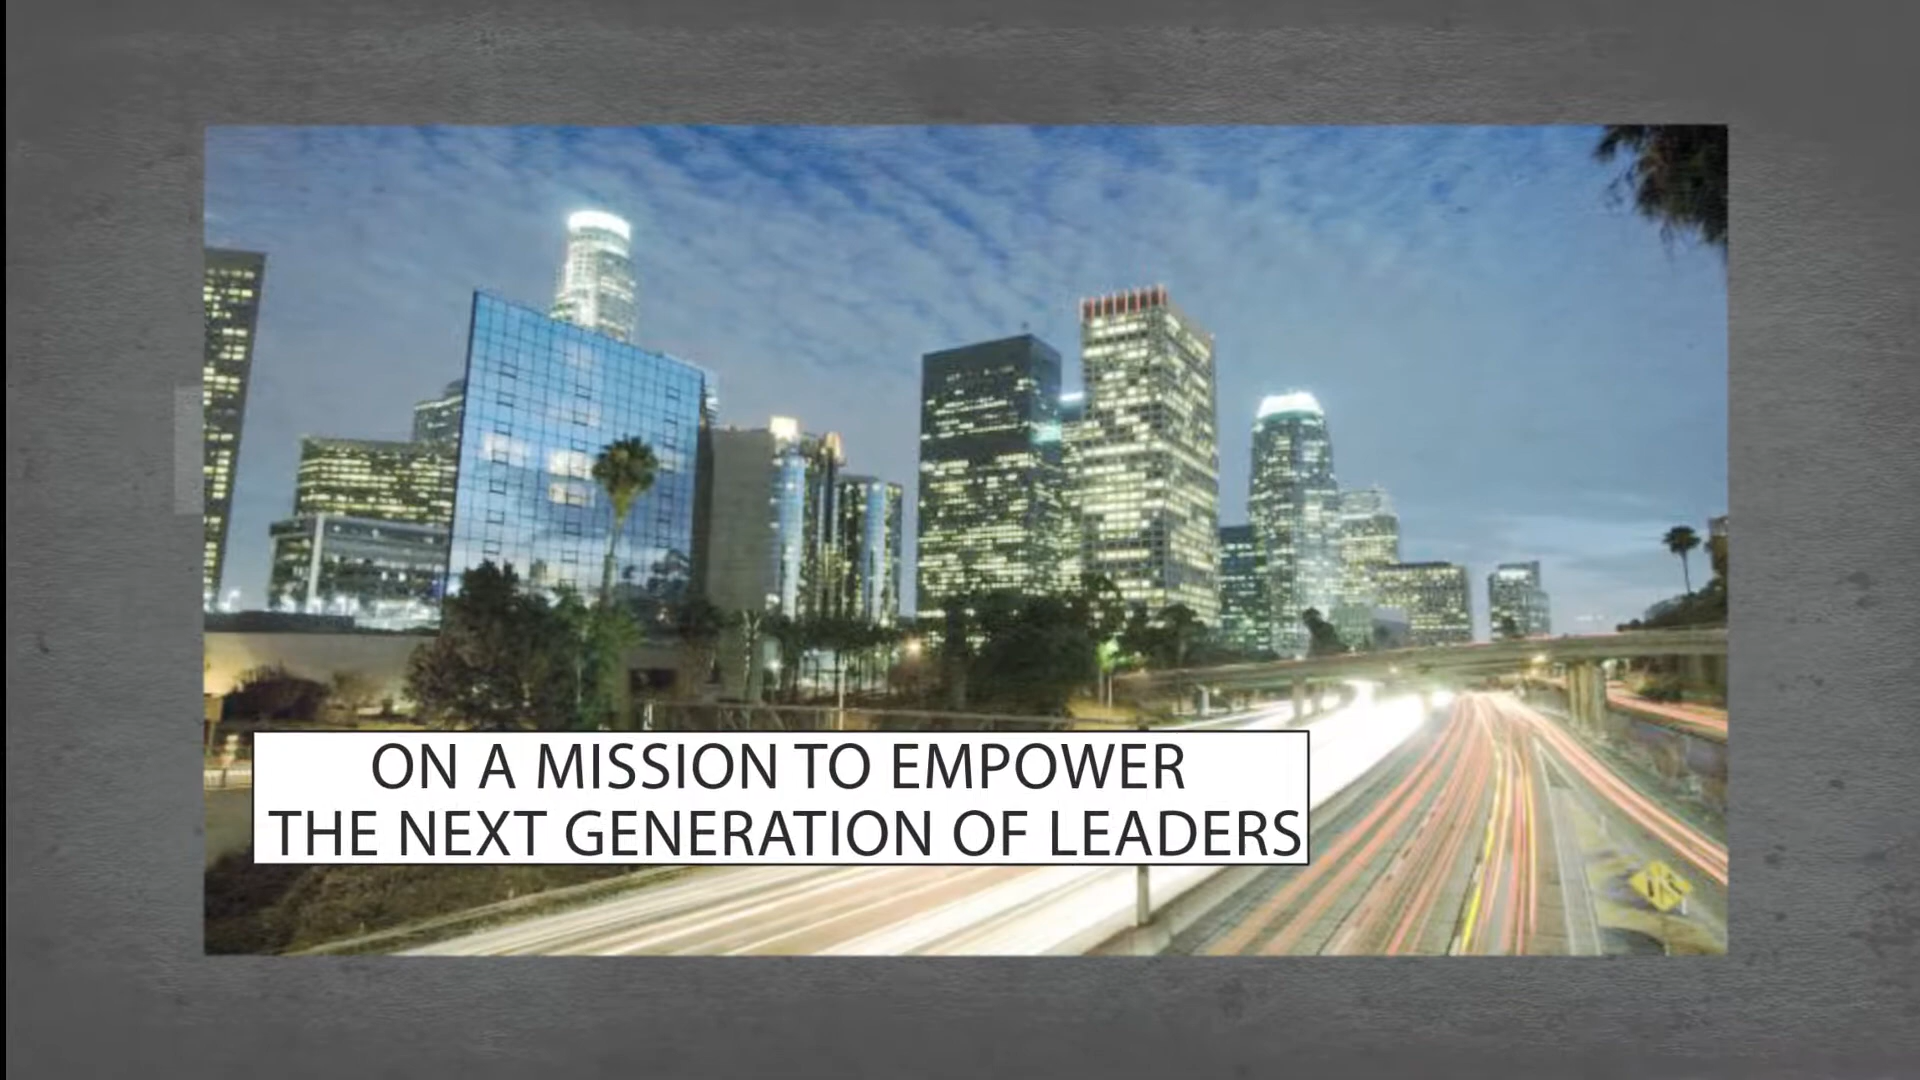 ON A MISSION TO EMPOWER
THE NEXT GENERATION OF LEADERS